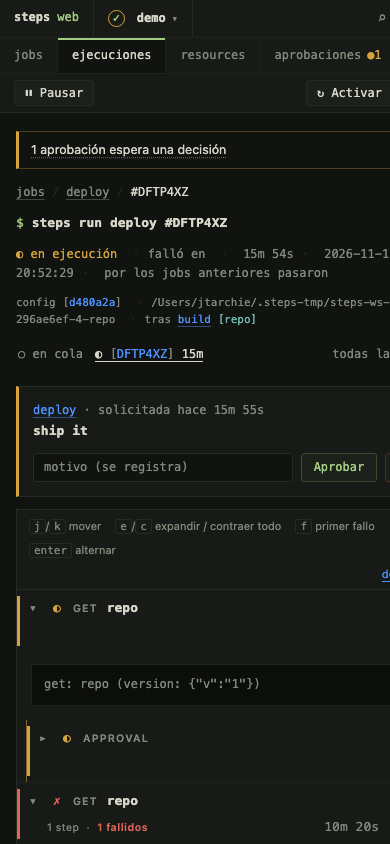 steps web demo
jobs ejecuciones resources aprobaciones 1
Pausar Activar
1 aprobación espera una decisión
jobs / deploy / #DFTP4XZ
$ steps run deploy #DFTP4XZ
en ejecución · falló en · 15m 54s · 2026-11-1
20:52:29 · por los jobs anteriores pasaron
config [d480a2a] · /Users/jtarchie/.steps-tmp/steps-ws-
296ae6ef-4-repo · tras build [repo]
en cola [DFTP4XZ] 15m todas la
deploy · solicitada hace 15m 55s
ship it
motivo (se registra) Aprobar
j / k mover e / c expandir / contraer todo f primer fallo
enter alternar
de
GET repo
get: repo (version: {"v":"1"})
APPROVAL
GET repo
1 step · 1 fallidos 10m 20s